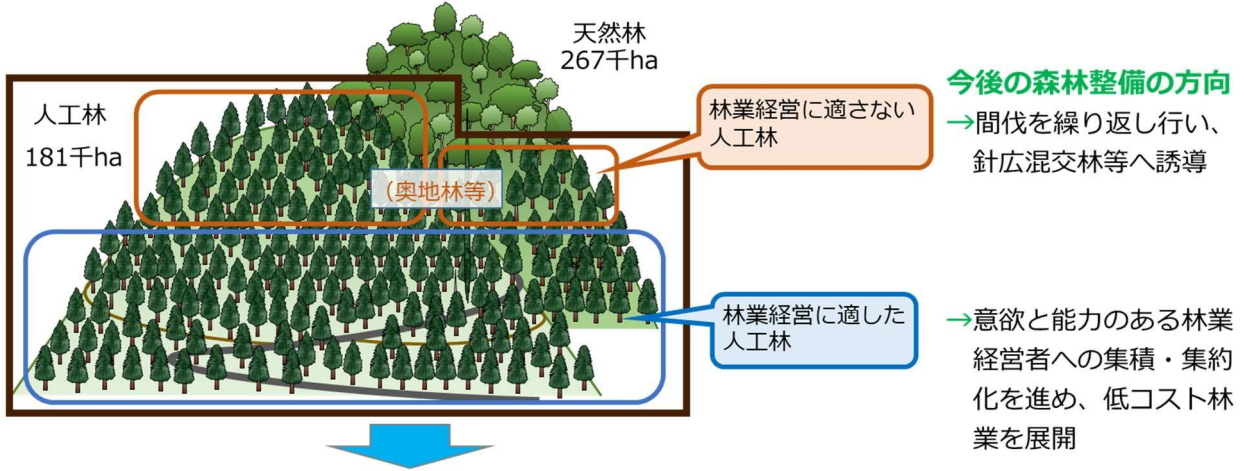 天然林
267千ha
人工林
181千ha
(奥地林等)
林業経営に適さない
人工林
林業経営に適した
人工林
今後の森林整備の方向
→間伐を繰り返し行い、
針広混交林等へ誘導
→意欲と能力のある林業
経営者への集積・集約
化を進め、低コスト林
業を展開